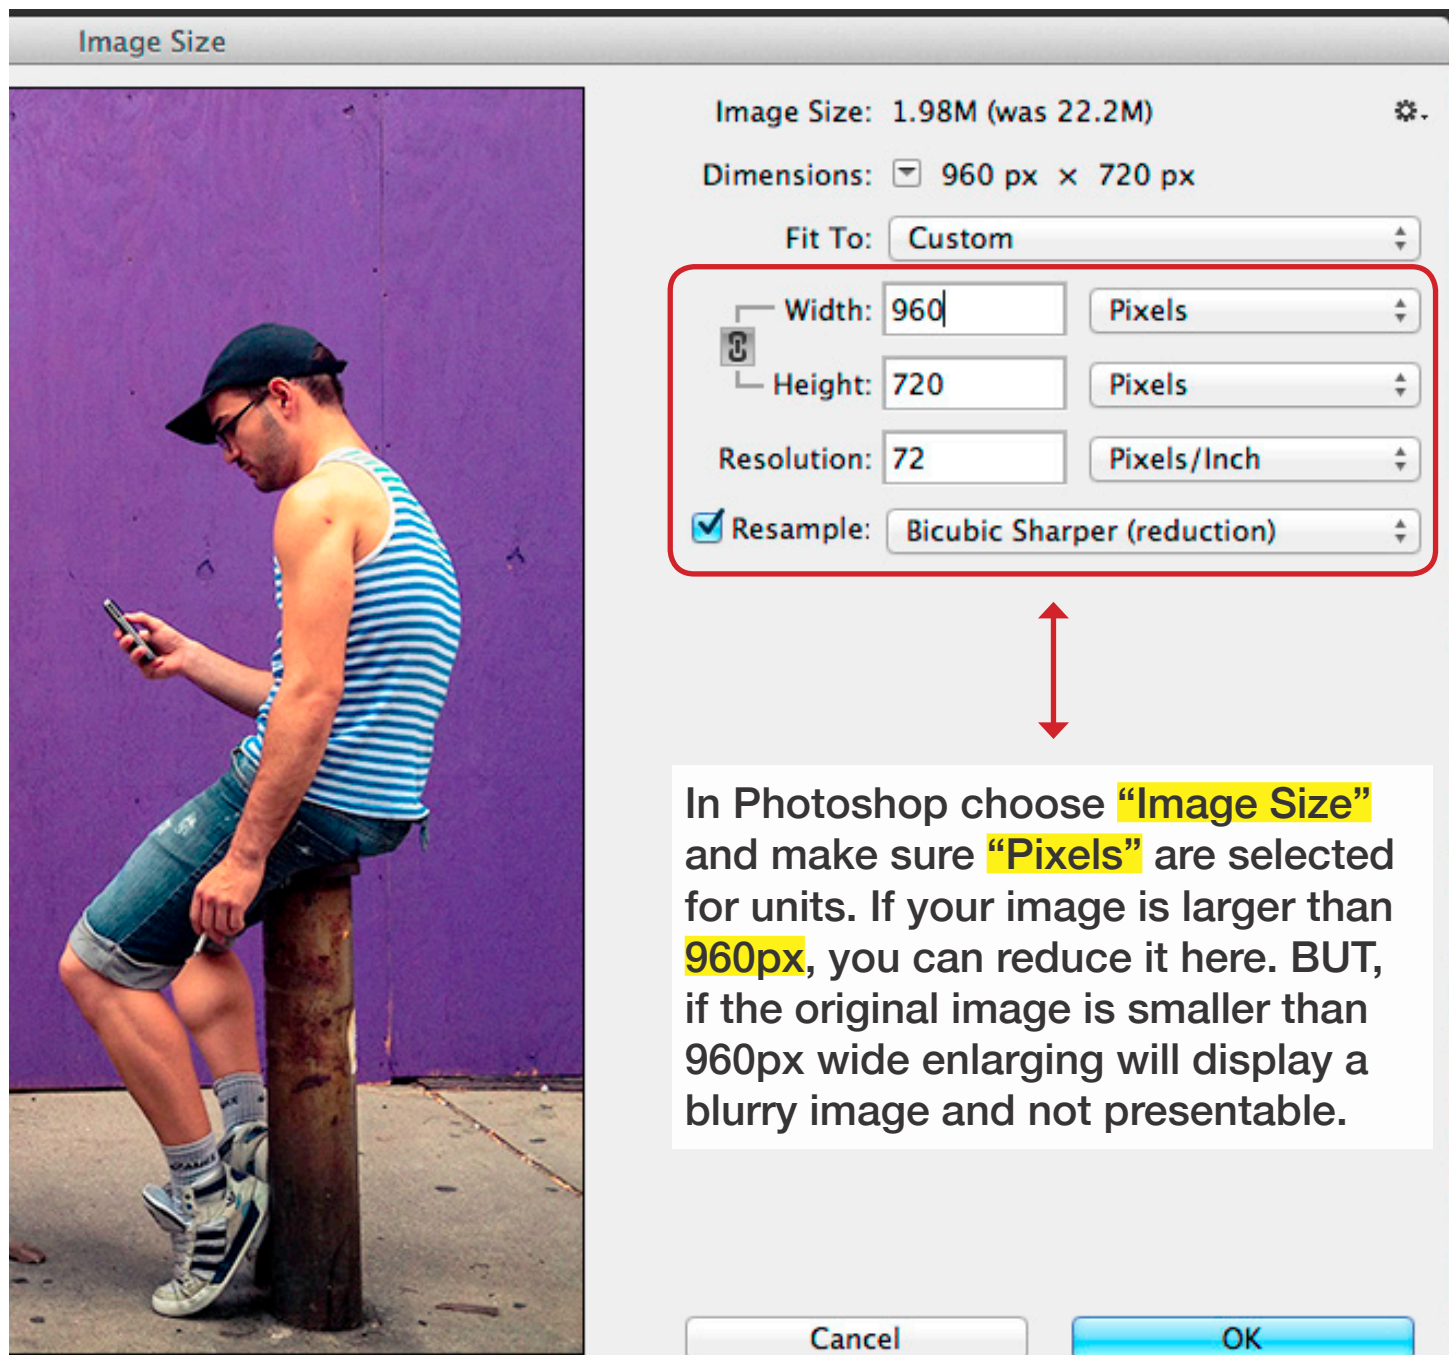 Image Size
Image Size: 1.98M (was 22.2M)
Dimensions: 960 px × 720 px
Fit To: Custom
Width: 960 Pixels
Height: 720 Pixels
Resolution: 72 Pixels/Inch
Resample: Bicubic Sharper (reduction)
In Photoshop choose “Image Size”
and make sure “Pixels” are selected
for units. If your image is larger than
960px, you can reduce it here. BUT,
if the original image is smaller than
960px wide enlarging will display a
blurry image and not presentable.
Cancel OK